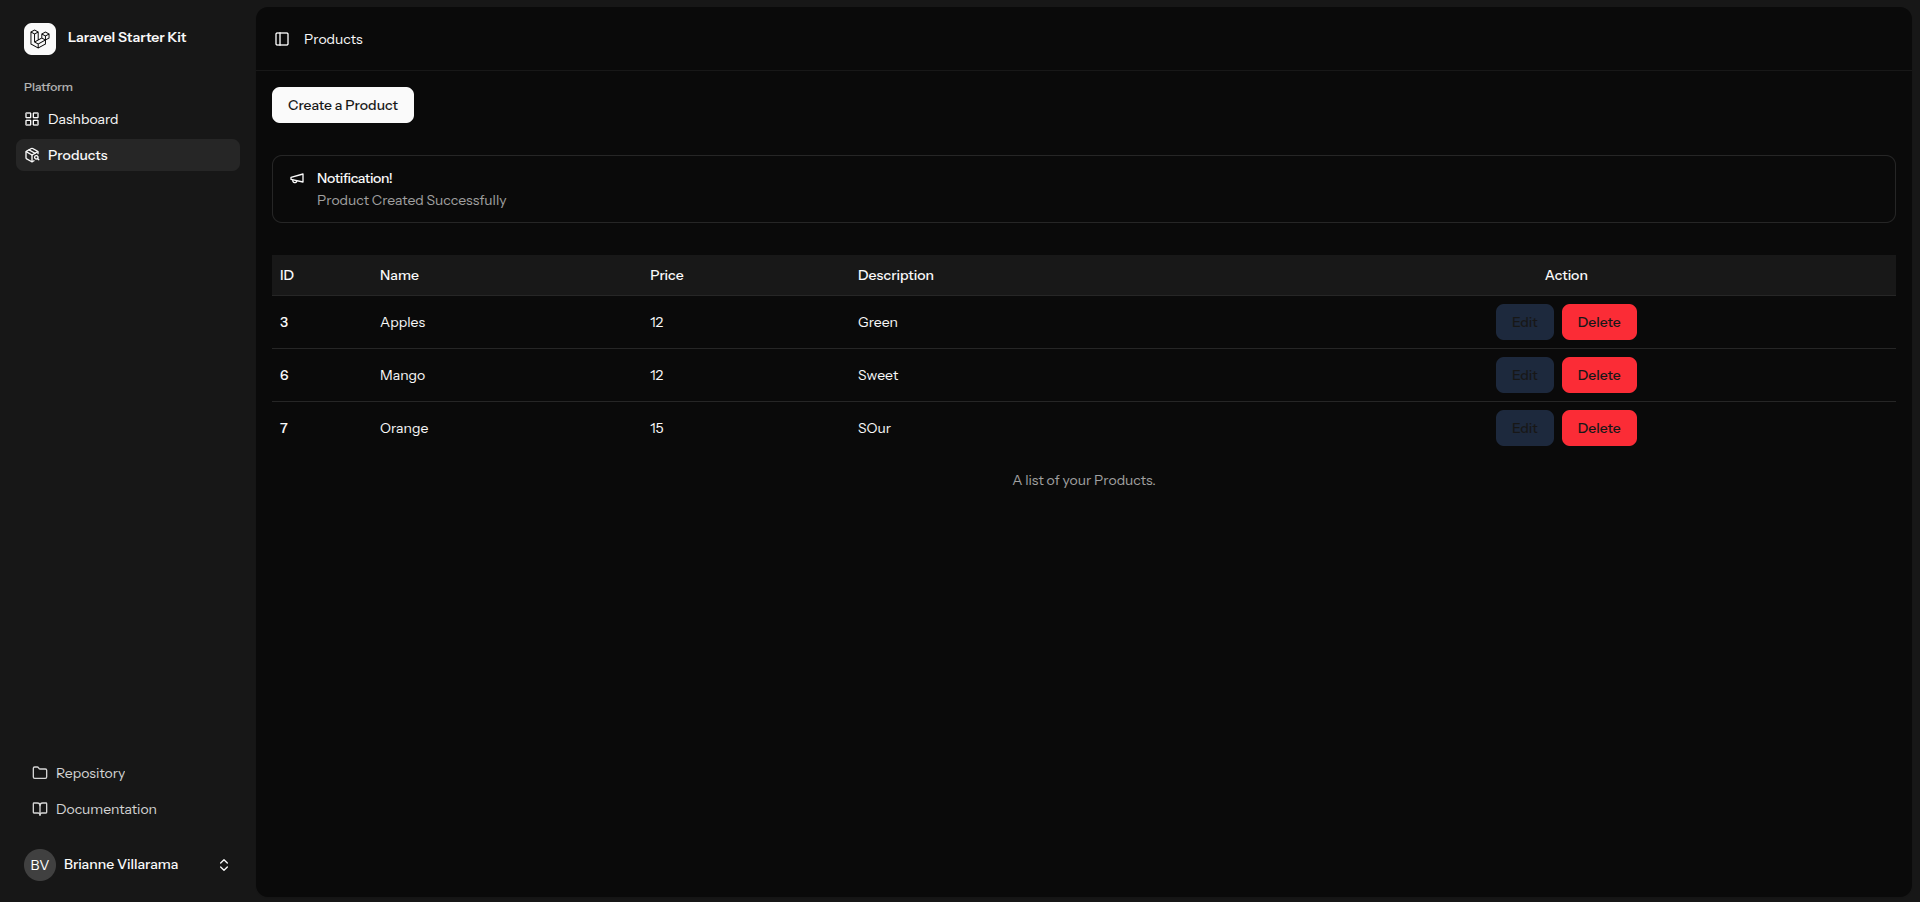 Laravel Starter Kit
Platform
Dashboard
Products
Repository
Documentation
BV Brianne Villarama
Products
Create a Product
Notification!
Product Created Successfully
ID Name Price Description Action
3 Apples 12 Green Edit Delete
6 Mango 12 Sweet Edit Delete
7 Orange 15 SOur Edit Delete
A list of your Products.